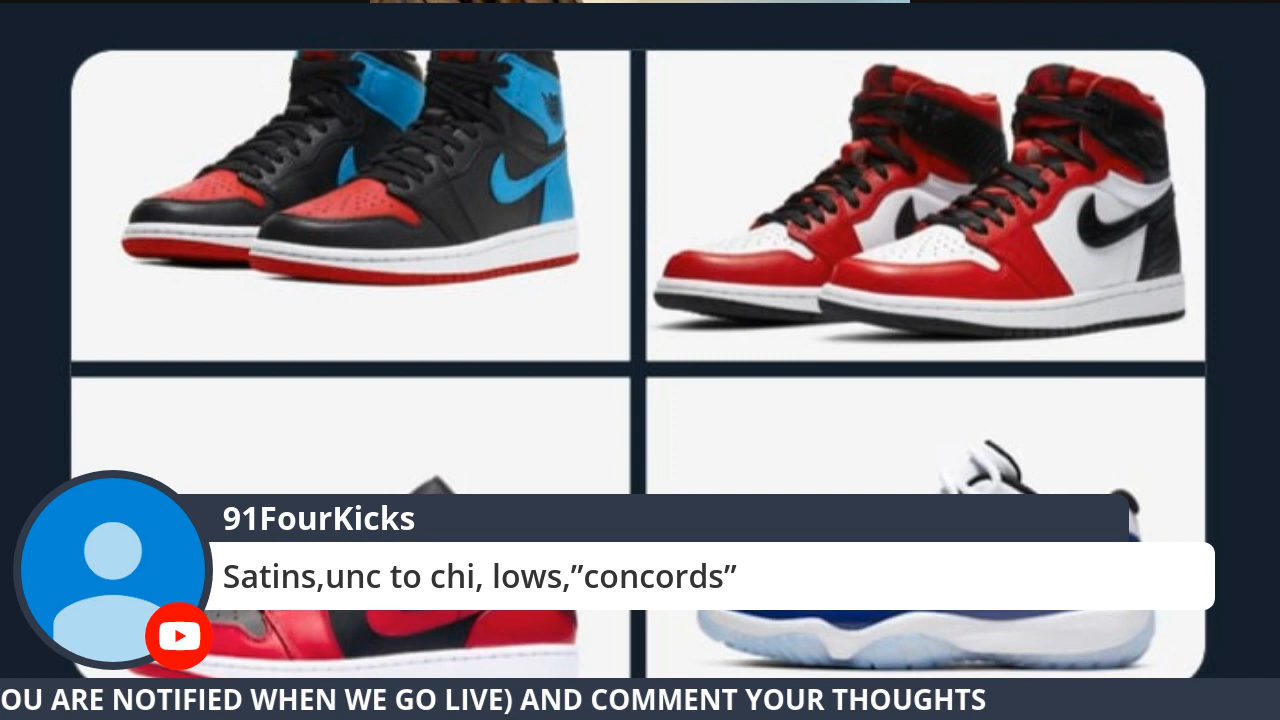 91FourKicks
Satins,unc to chi, lows,”concords”
OU ARE NOTIFIED WHEN WE GO LIVE) AND COMMENT YOUR THOUGHTS